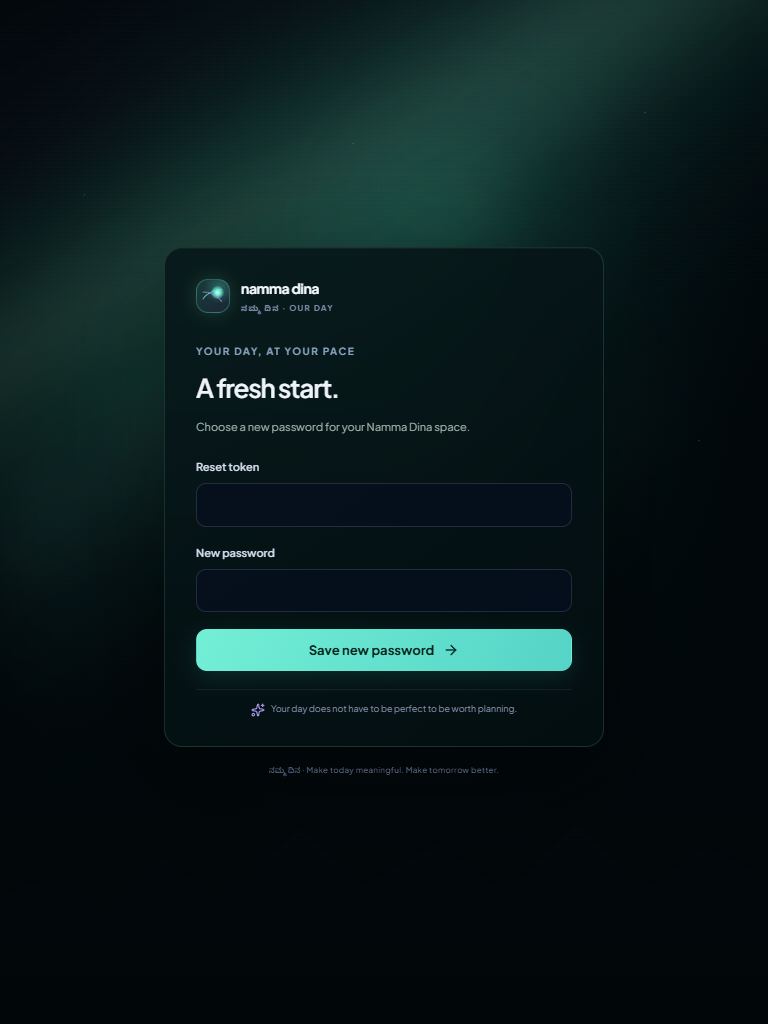 namma dina
ನಮ್ಮ ದಿನ · OUR DAY
YOUR DAY, AT YOUR PACE
A fresh start.
Choose a new password for your Namma Dina space.
Reset token
New password
Save new password →
Your day does not have to be perfect to be worth planning.
ನಮ್ಮ ದಿನ · Make today meaningful. Make tomorrow better.